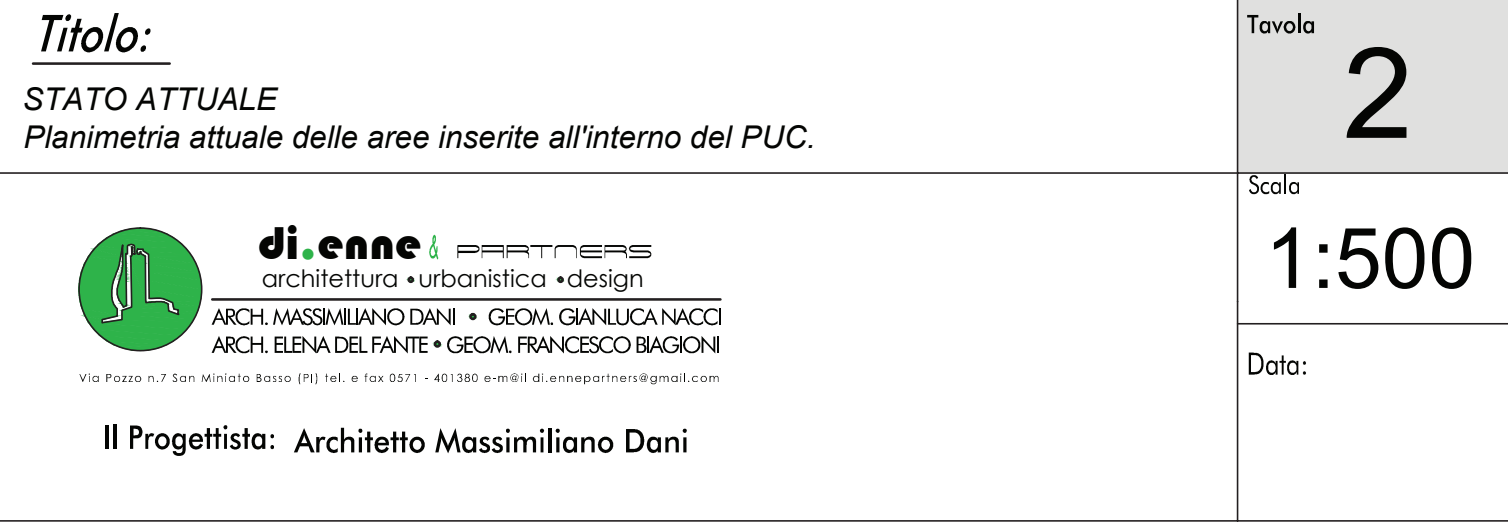 Titolo:
STATO ATTUALE
Planimetria attuale delle aree inserite all'interno del PUC.
Tavola
2
Scala
1:500
di.enne & PARTNERS
architettura •urbanistica •design
ARCH. MASSIMILIANO DANI • GEOM. GIANLUCA NACCI
ARCH. ELENA DEL FANTE • GEOM. FRANCESCO BIAGIONI
Via Pozzo n.7 San Miniato Basso (PI) tel. e fax 0571 - 401380 e-m@il di.ennepartners@gmail.com
Il Progettista: Architetto Massimiliano Dani
Data: